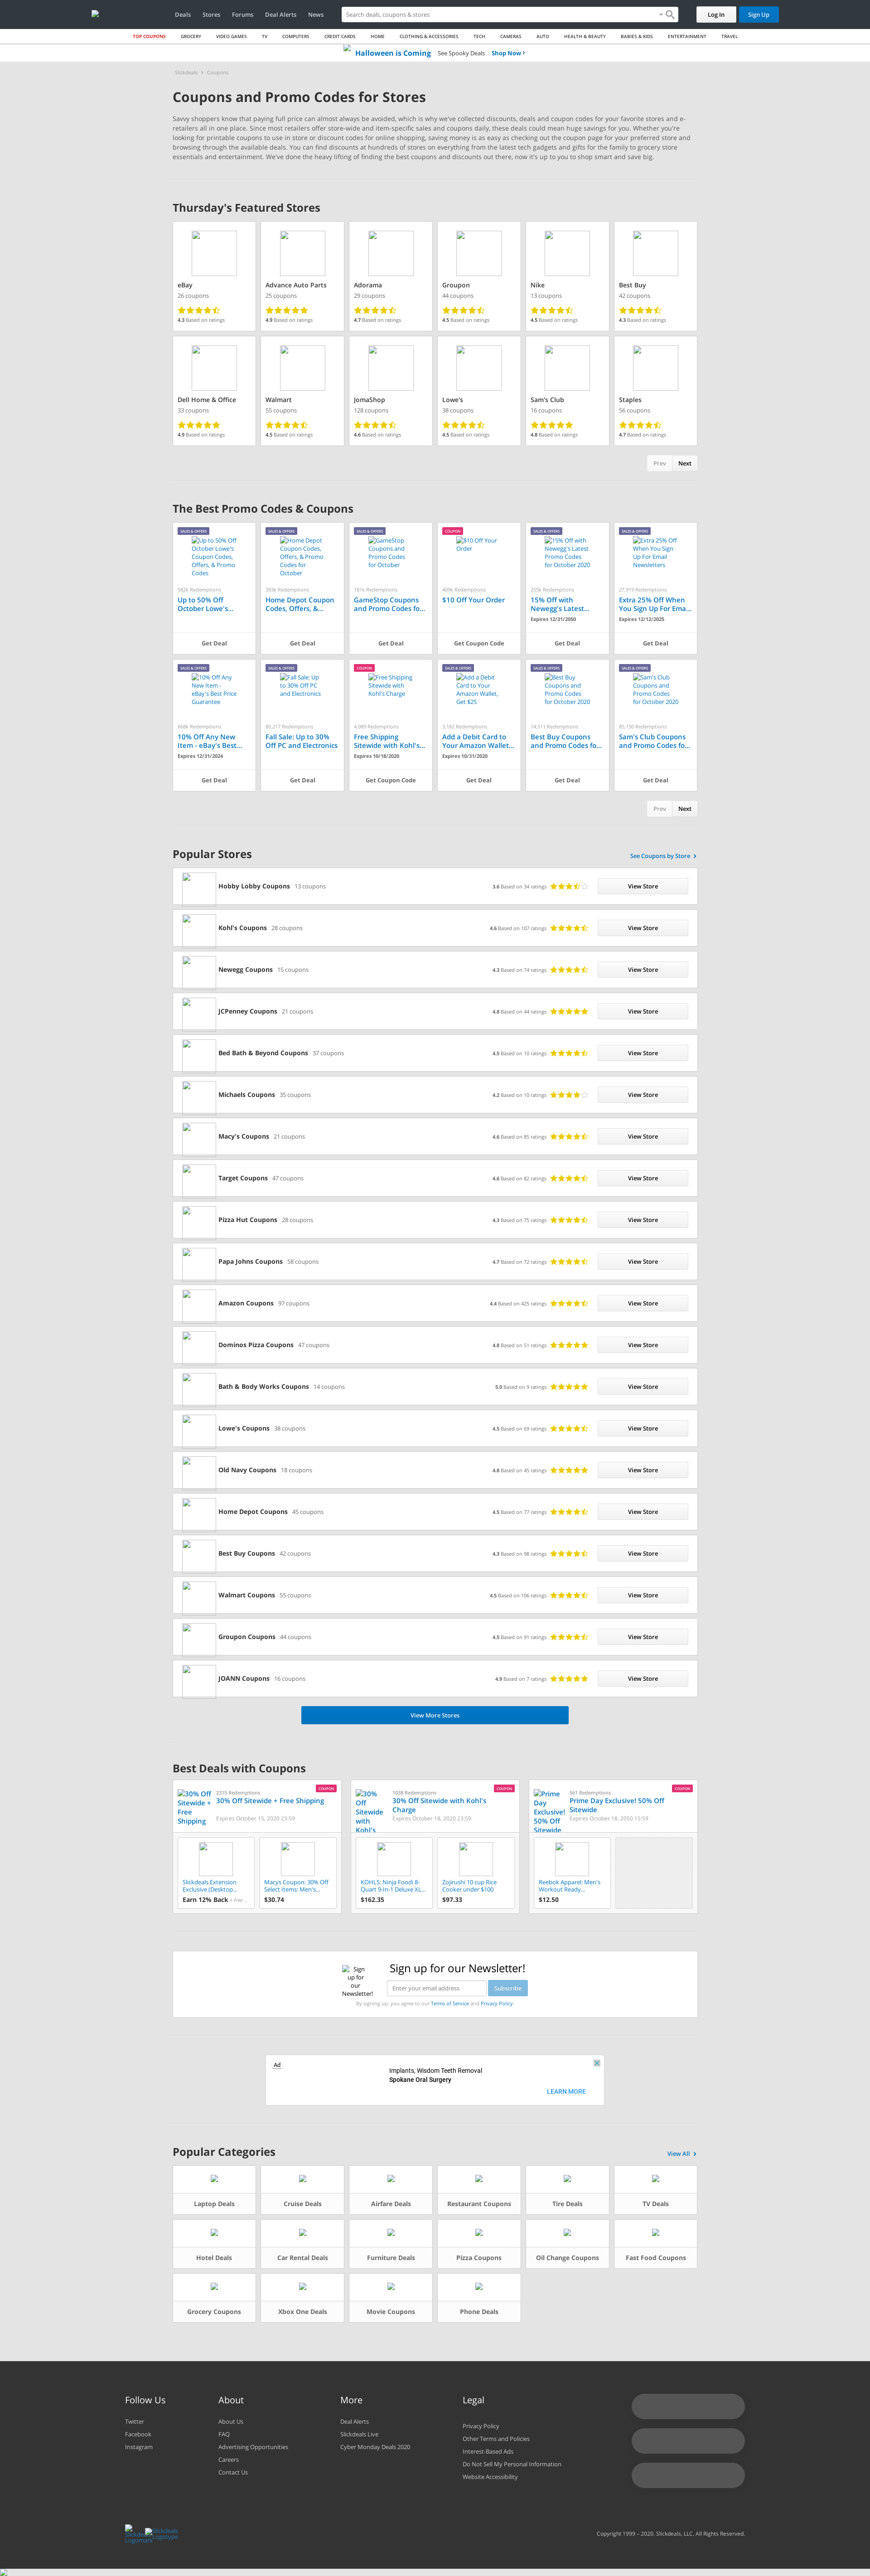 Deals Stores Forums Deal Alerts News Search deals, coupons & stores Log In Sign Up
TOP COUPONS GROCERY VIDEO GAMES TV COMPUTERS CREDIT CARDS HOME CLOTHING & ACCESSORIES TECH CAMERAS AUTO HEALTH & BEAUTY BABIES & KIDS ENTERTAINMENT TRAVEL
Halloween is Coming See Spooky Deals Shop Now ›
Slickdeals › Coupons
Coupons and Promo Codes for Stores
Savvy shoppers know that paying full price can almost always be avoided, which is why we've collected discounts, deals and coupon codes for your favorite stores and e-
retailers all in one place. Since most retailers offer store-wide and item-specific sales and coupons daily, these deals could mean huge savings for you. Whether you're
looking for printable coupons to use in store or discount codes for online shopping, saving money is as easy as checking out the coupon page for your preferred store and
browsing through the available deals. You can find discounts at hundreds of stores on everything from the latest tech gadgets and gifts for the family to grocery store
essentials and entertainment. We've done the heavy lifting of finding the best coupons and discounts out there, now it's up to you to shop smart and save big.
Thursday's Featured Stores
eBay
26 coupons
4.3 Based on ratings
Advance Auto Parts
25 coupons
4.9 Based on ratings
Adorama
29 coupons
4.7 Based on ratings
Groupon
44 coupons
4.5 Based on ratings
Nike
13 coupons
4.5 Based on ratings
Best Buy
42 coupons
4.3 Based on ratings
Dell Home & Office
33 coupons
4.9 Based on ratings
Walmart
55 coupons
4.5 Based on ratings
JomaShop
128 coupons
4.6 Based on ratings
Lowe's
38 coupons
4.5 Based on ratings
Sam's Club
16 coupons
4.8 Based on ratings
Staples
56 coupons
4.7 Based on ratings
Prev Next
The Best Promo Codes & Coupons
SALES & OFFERS
Up to 50% Off
October Lowe's
Coupon Codes,
Offers, & Promo
Codes
582k Redemptions
Up to 50% Off
October Lowe's...
Get Deal
SALES & OFFERS
Home Depot
Coupon Codes,
Offers, & Promo
Codes for
October
393k Redemptions
Home Depot Coupon
Codes, Offers, &...
Get Deal
SALES & OFFERS
GameStop
Coupons and
Promo Codes
for October
181k Redemptions
GameStop Coupons
and Promo Codes fo...
Get Deal
COUPON
$10 Off Your
Order
409k Redemptions
$10 Off Your Order
Get Coupon Code
SALES & OFFERS
15% Off with
Newegg's Latest
Promo Codes
for October 2020
255k Redemptions
15% Off with
Newegg's Latest...
Expires 12/31/2050
Get Deal
SALES & OFFERS
Extra 25% Off
When You Sign
Up For Email
Newsletters
27,315 Redemptions
Extra 25% Off When
You Sign Up For Ema...
Expires 12/12/2025
Get Deal
SALES & OFFERS
10% Off Any
New Item -
eBay's Best Price
Guarantee
668k Redemptions
10% Off Any New
Item - eBay's Best...
Expires 12/31/2024
Get Deal
SALES & OFFERS
Fall Sale: Up
to 30% Off PC
and Electronics
80,217 Redemptions
Fall Sale: Up to 30%
Off PC and Electronics
Get Deal
COUPON
Free Shipping
Sitewide with
Kohl's Charge
4,089 Redemptions
Free Shipping
Sitewide with Kohl's...
Expires 10/18/2020
Get Coupon Code
SALES & OFFERS
Add a Debit
Card to Your
Amazon Wallet,
Get $25
3,182 Redemptions
Add a Debit Card to
Your Amazon Wallet...
Expires 10/31/2020
Get Deal
SALES & OFFERS
Best Buy
Coupons and
Promo Codes
for October 2020
14,511 Redemptions
Best Buy Coupons
and Promo Codes fo...
Get Deal
SALES & OFFERS
Sam's Club
Coupons and
Promo Codes
for October 2020
85,150 Redemptions
Sam's Club Coupons
and Promo Codes fo...
Get Deal
Prev Next
Popular Stores See Coupons by Store ›
Hobby Lobby Coupons 13 coupons 3.6 Based on 34 ratings View Store
Kohl's Coupons 28 coupons 4.6 Based on 107 ratings View Store
Newegg Coupons 15 coupons 4.3 Based on 74 ratings View Store
JCPenney Coupons 21 coupons 4.8 Based on 44 ratings View Store
Bed Bath & Beyond Coupons 37 coupons 4.5 Based on 10 ratings View Store
Michaels Coupons 35 coupons 4.2 Based on 10 ratings View Store
Macy's Coupons 21 coupons 4.6 Based on 85 ratings View Store
Target Coupons 47 coupons 4.6 Based on 82 ratings View Store
Pizza Hut Coupons 28 coupons 4.3 Based on 75 ratings View Store
Papa Johns Coupons 58 coupons 4.7 Based on 72 ratings View Store
Amazon Coupons 97 coupons 4.4 Based on 425 ratings View Store
Dominos Pizza Coupons 47 coupons 4.8 Based on 51 ratings View Store
Bath & Body Works Coupons 14 coupons 5.0 Based on 9 ratings View Store
Lowe's Coupons 38 coupons 4.5 Based on 69 ratings View Store
Old Navy Coupons 18 coupons 4.8 Based on 45 ratings View Store
Home Depot Coupons 45 coupons 4.5 Based on 77 ratings View Store
Best Buy Coupons 42 coupons 4.3 Based on 98 ratings View Store
Walmart Coupons 55 coupons 4.5 Based on 106 ratings View Store
Groupon Coupons 44 coupons 4.5 Based on 91 ratings View Store
JOANN Coupons 16 coupons 4.9 Based on 7 ratings View Store
View More Stores
Best Deals with Coupons
COUPON
30% Off
Sitewide +
Free
Shipping
2315 Redemptions
30% Off Sitewide + Free Shipping
Expires October 15, 2020 23:59
Slickdeals Extension
Exclusive (Desktop...
Earn 12% Back + Free ...
Macys Coupon: 30% Off
Select Items: Men's...
$30.74
COUPON
30%
Off
Sitewide
with
Kohl's
1038 Redemptions
30% Off Sitewide with Kohl's
Charge
Expires October 18, 2020 23:59
KOHLS: Ninja Foodi 8-
Quart 9-in-1 Deluxe XL...
$162.35
Zojirushi 10 cup Rice
Cooker under $100
$97.33
COUPON
Prime
Day
Exclusive!
50% Off
Sitewide
561 Redemptions
Prime Day Exclusive! 50% Off
Sitewide
Expires October 18, 2050 15:59
Reebok Apparel: Men's
Workout Ready...
$12.50
Sign
up for
our
Newsletter!
Sign up for our Newsletter!
Enter your email address Subscribe
By signing up, you agree to our Terms of Service and Privacy Policy
Ad
Implants, Wisdom Teeth Removal
Spokane Oral Surgery
LEARN MORE
Popular Categories View All ›
Laptop Deals Cruise Deals Airfare Deals Restaurant Coupons Tire Deals TV Deals
Hotel Deals Car Rental Deals Furniture Deals Pizza Coupons Oil Change Coupons Fast Food Coupons
Grocery Coupons Xbox One Deals Movie Coupons Phone Deals
Follow Us
Twitter
Facebook
Instagram
About
About Us
FAQ
Advertising Opportunities
Careers
Contact Us
More
Deal Alerts
Slickdeals Live
Cyber Monday Deals 2020
Legal
Privacy Policy
Other Terms and Policies
Interest-Based Ads
Do Not Sell My Personal Information
Website Accessibility
Slickdeals
Logotype
Copyright 1999 – 2020. Slickdeals, LLC. All Rights Reserved.